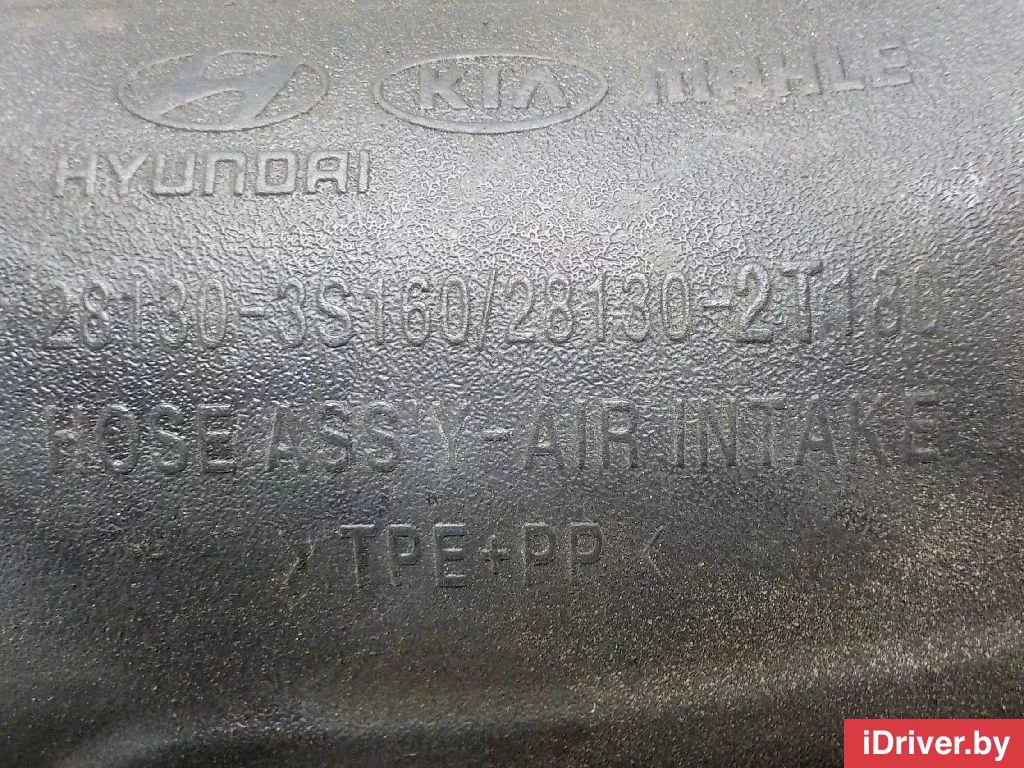 KIA MAHLE
HYUNDAI
28130-3S160/28130-2T180
HOSE ASS'Y-AIR INTAKE
>TPE+PP<
iDriver.by